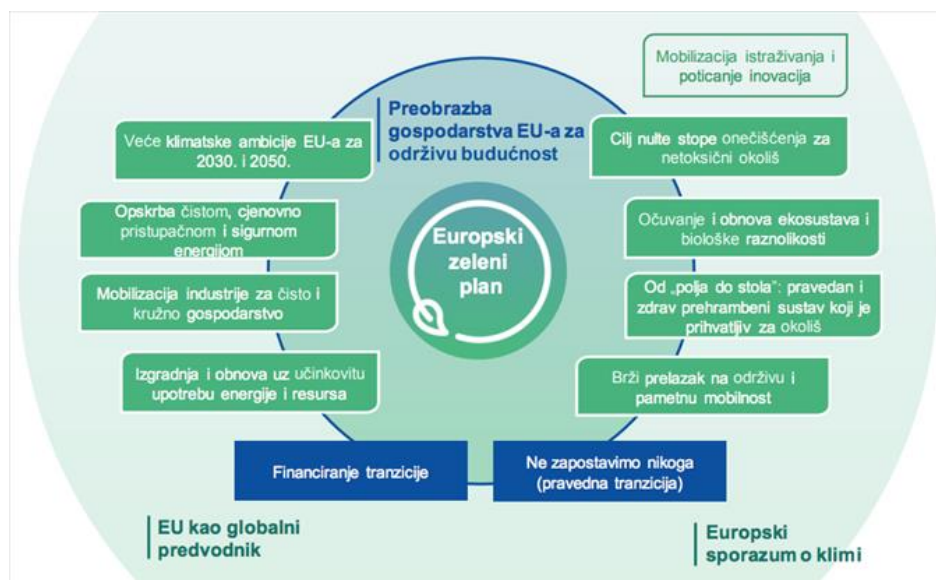 Mobilizacija istraživanja i
poticanje inovacija
Preobrazba
gospodarstva EU-a za
održivu budućnost
Veće klimatske ambicije EU-a za
2030. i 2050.
Cilj nulte stope onečišćenja za
netoksični okoliš
Opskrba čistom, cjenovno
pristupačnom i sigurnom
energijom
Očuvanje i obnova ekosustava i
biološke raznolikosti
Europski
zeleni
plan
Mobilizacija industrije za čisto i
kružno gospodarstvo
Od „polja do stola”: pravedan i
zdrav prehrambeni sustav koji je
prihvatljiv za okoliš
Izgradnja i obnova uz učinkovitu
upotrebu energije i resursa
Brži prelazak na održivu i
pametnu mobilnost
Financiranje tranzicije
Ne zapostavimo nikoga
(pravedna tranzicija)
EU kao globalni
predvodnik
Europski
sporazum o klimi